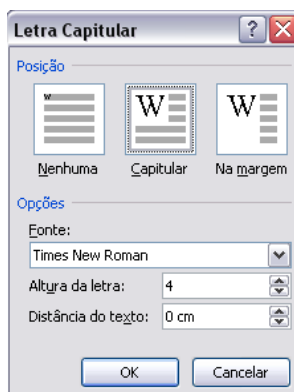 Letra Capitular
Posição
W W W
Nenhuma Capitular Na margem
Opções
Fonte:
Times New Roman
Altura da letra: 4
Distância do texto: 0 cm
OK Cancelar